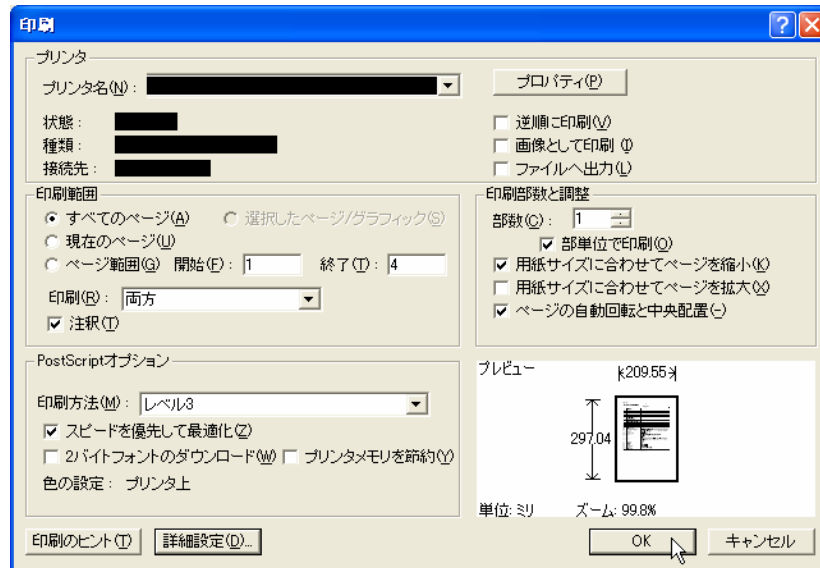 印刷
プリンタ
プリンタ名(N):
プロパティ(P)
状態:
種類:
接続先:
逆順に印刷(V)
画像として印刷 (I)
ファイルへ出力(L)
印刷範囲
すべてのページ(A) 選択したページ/グラフィック(S)
現在のページ(U)
ページ範囲(G) 開始(F): 1 終了(T): 4
印刷(R): 両方
注釈(T)
印刷部数と調整
部数(C): 1
部単位で印刷(O)
用紙サイズに合わせてページを縮小(K)
用紙サイズに合わせてページを拡大(X)
ページの自動回転と中央配置(-)
PostScriptオプション
印刷方法(M): レベル3
スピードを優先して最適化(Z)
2バイトフォントのダウンロード(W) プリンタメモリを節約(Y)
色の設定: プリンタ上
プレビュー
209.55
297.04
単位: ミリ ズーム: 99.8%
印刷のヒント(T) 詳細設定(D)... OK キャンセル